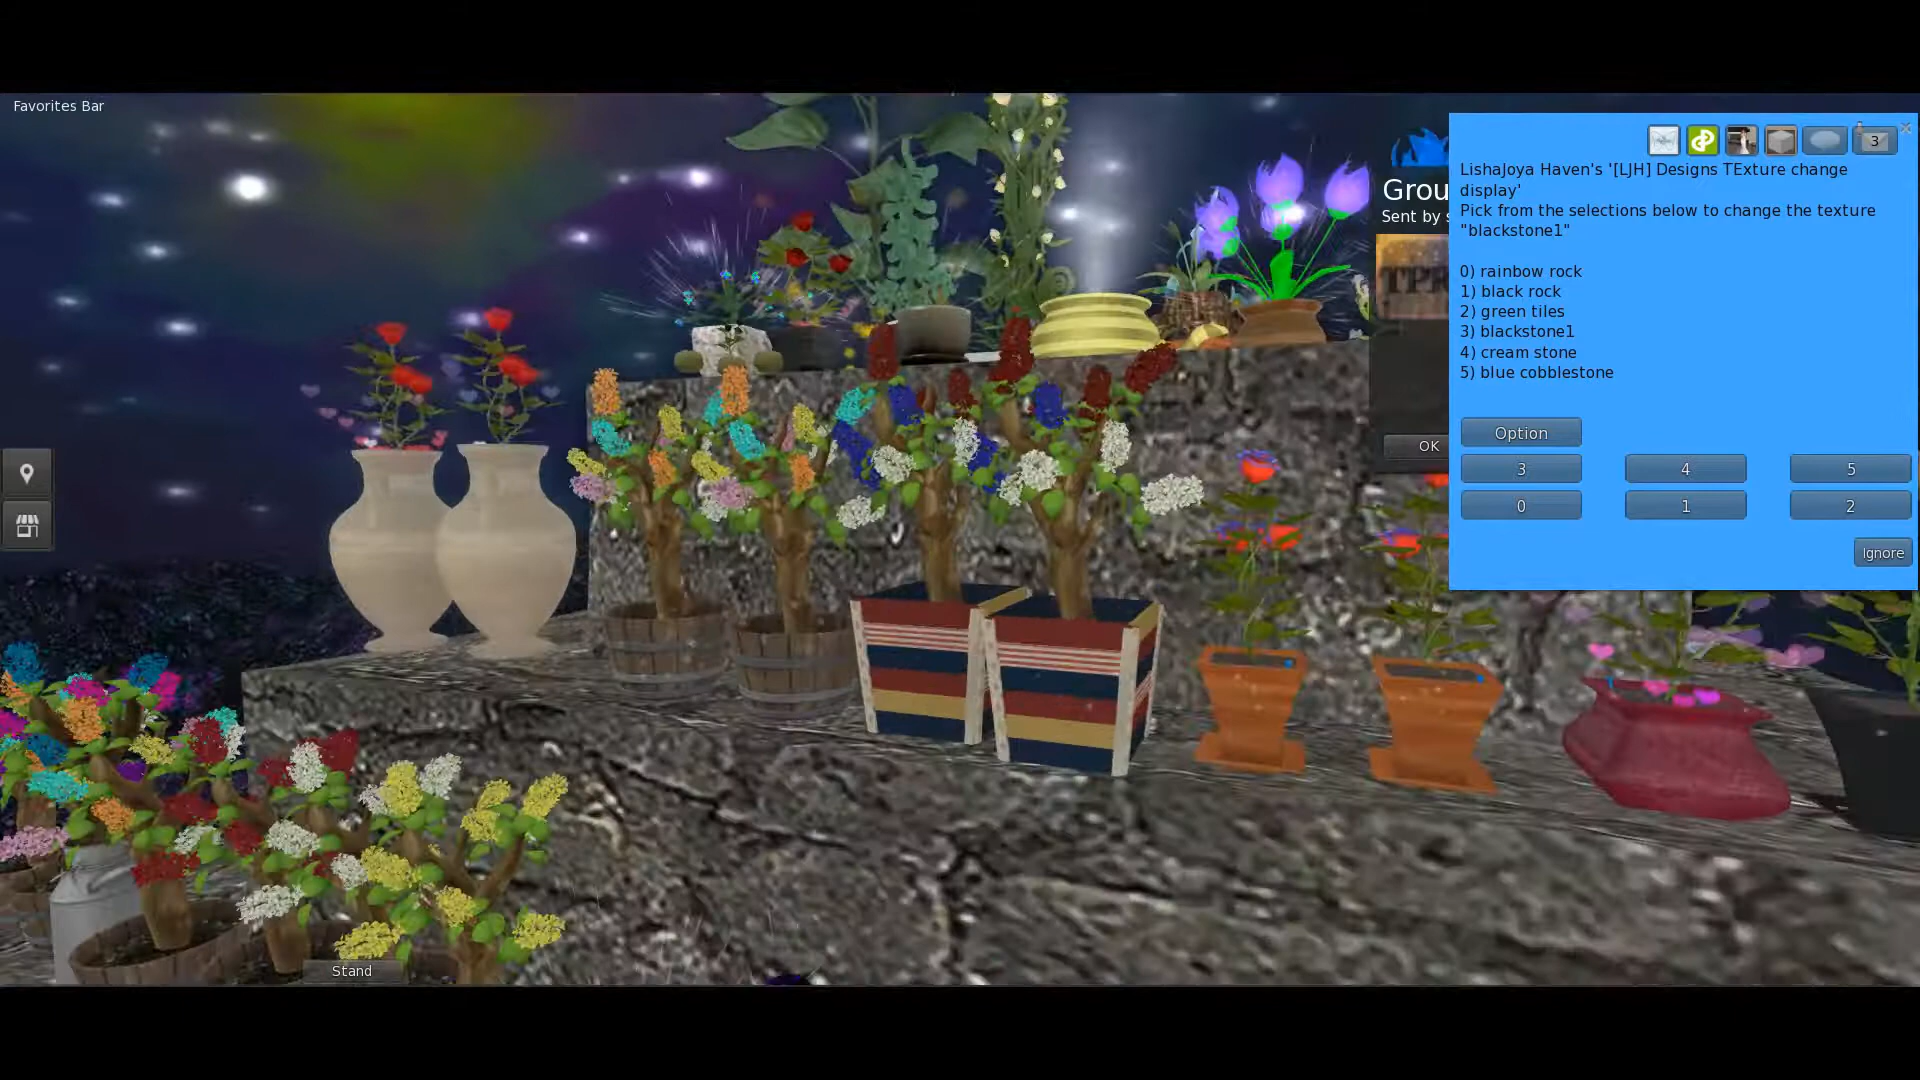 Favorites Bar
3
LishaJoya Haven's '[LJH] Designs TExture change
display'
Pick from the selections below to change the texture
"blackstone1"
0) rainbow rock
1) black rock
2) green tiles
3) blackstone1
4) cream stone
5) blue cobblestone
Option
3 4 5
0 1 2
Ignore
Grou
Sent by s
OK
Stand